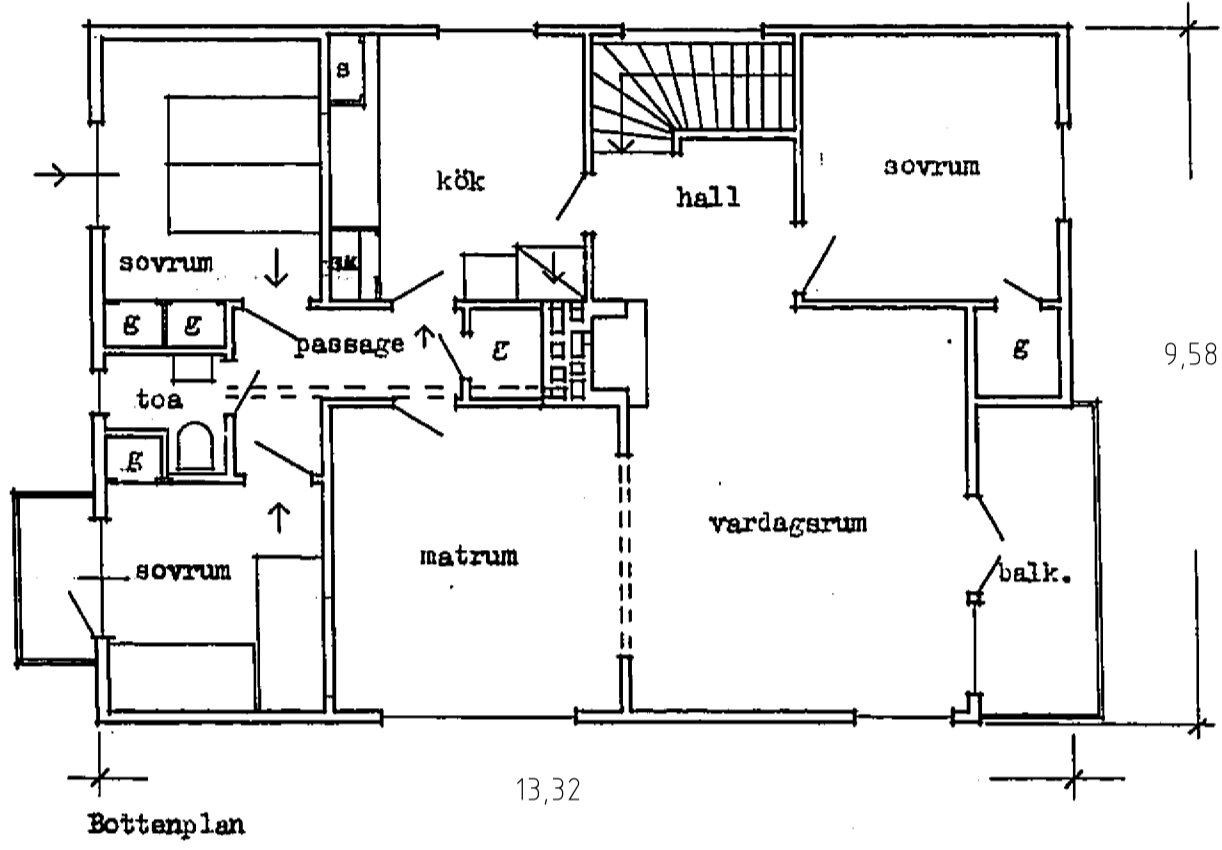 s
kök
sovrum
hall
sovrum
sk
g
g
passage
g
g
9,58
toa
g
vardagsrum
matrum
balk.
sovrum
13,32
Bottenplan